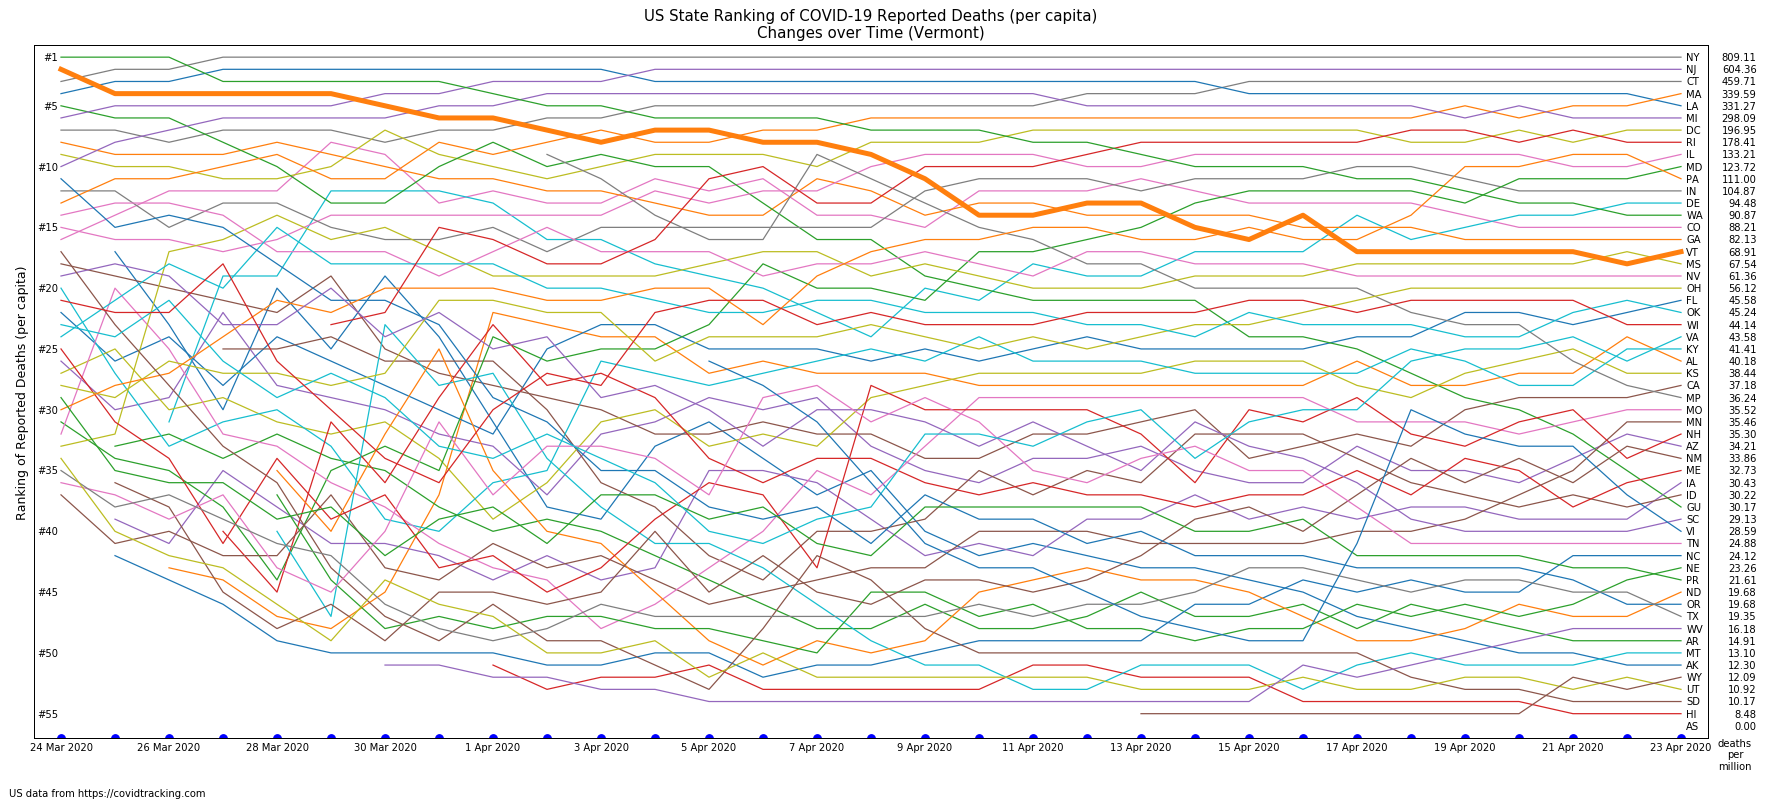 US State Ranking of COVID-19 Reported Deaths (per capita)
Changes over Time (Vermont)
Ranking of Reported Deaths (per capita)
#1
#5
#10
#15
#20
#25
#30
#35
#40
#45
#50
#55
NY 809.11
NJ 604.36
CT 459.71
MA 339.59
LA 331.27
MI 298.09
DC 196.95
RI 178.41
IL 133.21
MD 123.72
PA 111.00
IN 104.87
DE 94.48
WA 90.87
CO 88.21
GA 82.13
VT 68.91
MS 67.54
NV 61.36
OH 56.12
FL 45.58
OK 45.24
WI 44.14
VA 43.58
KY 41.41
AL 40.18
KS 38.44
CA 37.18
MP 36.24
MO 35.52
MN 35.46
NH 35.30
AZ 34.21
NM 33.86
ME 32.73
IA 30.43
ID 30.22
GU 30.17
SC 29.13
VI 28.59
TN 24.88
NC 24.12
NE 23.26
PR 21.61
ND 19.68
OR 19.68
TX 19.35
WV 16.18
AR 14.91
MT 13.10
AK 12.30
WY 12.09
UT 10.92
SD 10.17
HI 8.48
AS 0.00
24 Mar 2020 26 Mar 2020 28 Mar 2020 30 Mar 2020 1 Apr 2020 3 Apr 2020 5 Apr 2020 7 Apr 2020 9 Apr 2020 11 Apr 2020 13 Apr 2020 15 Apr 2020 17 Apr 2020 19 Apr 2020 21 Apr 2020 23 Apr 2020
deaths
per
million
US data from https://covidtracking.com